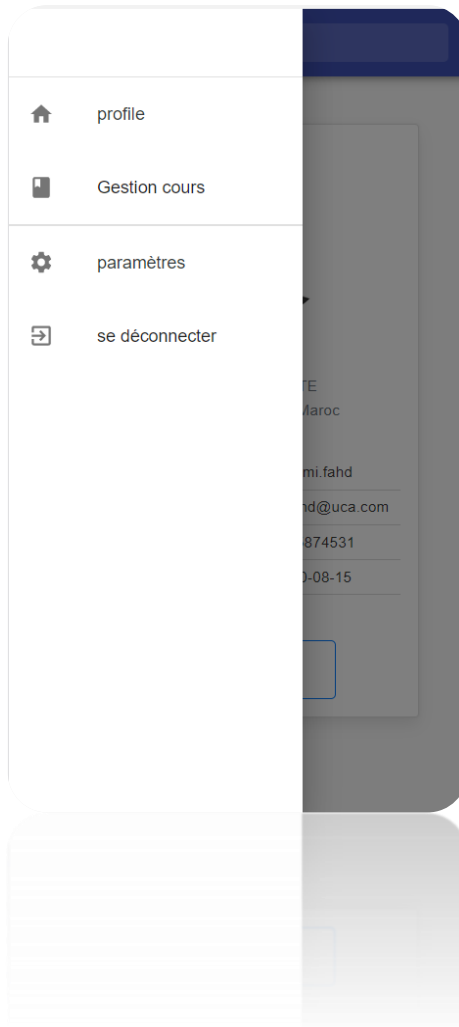 profile
Gestion cours
paramètres
se déconnecter
TE
Maroc
mi.fahd
nd@uca.com
874531
0-08-15